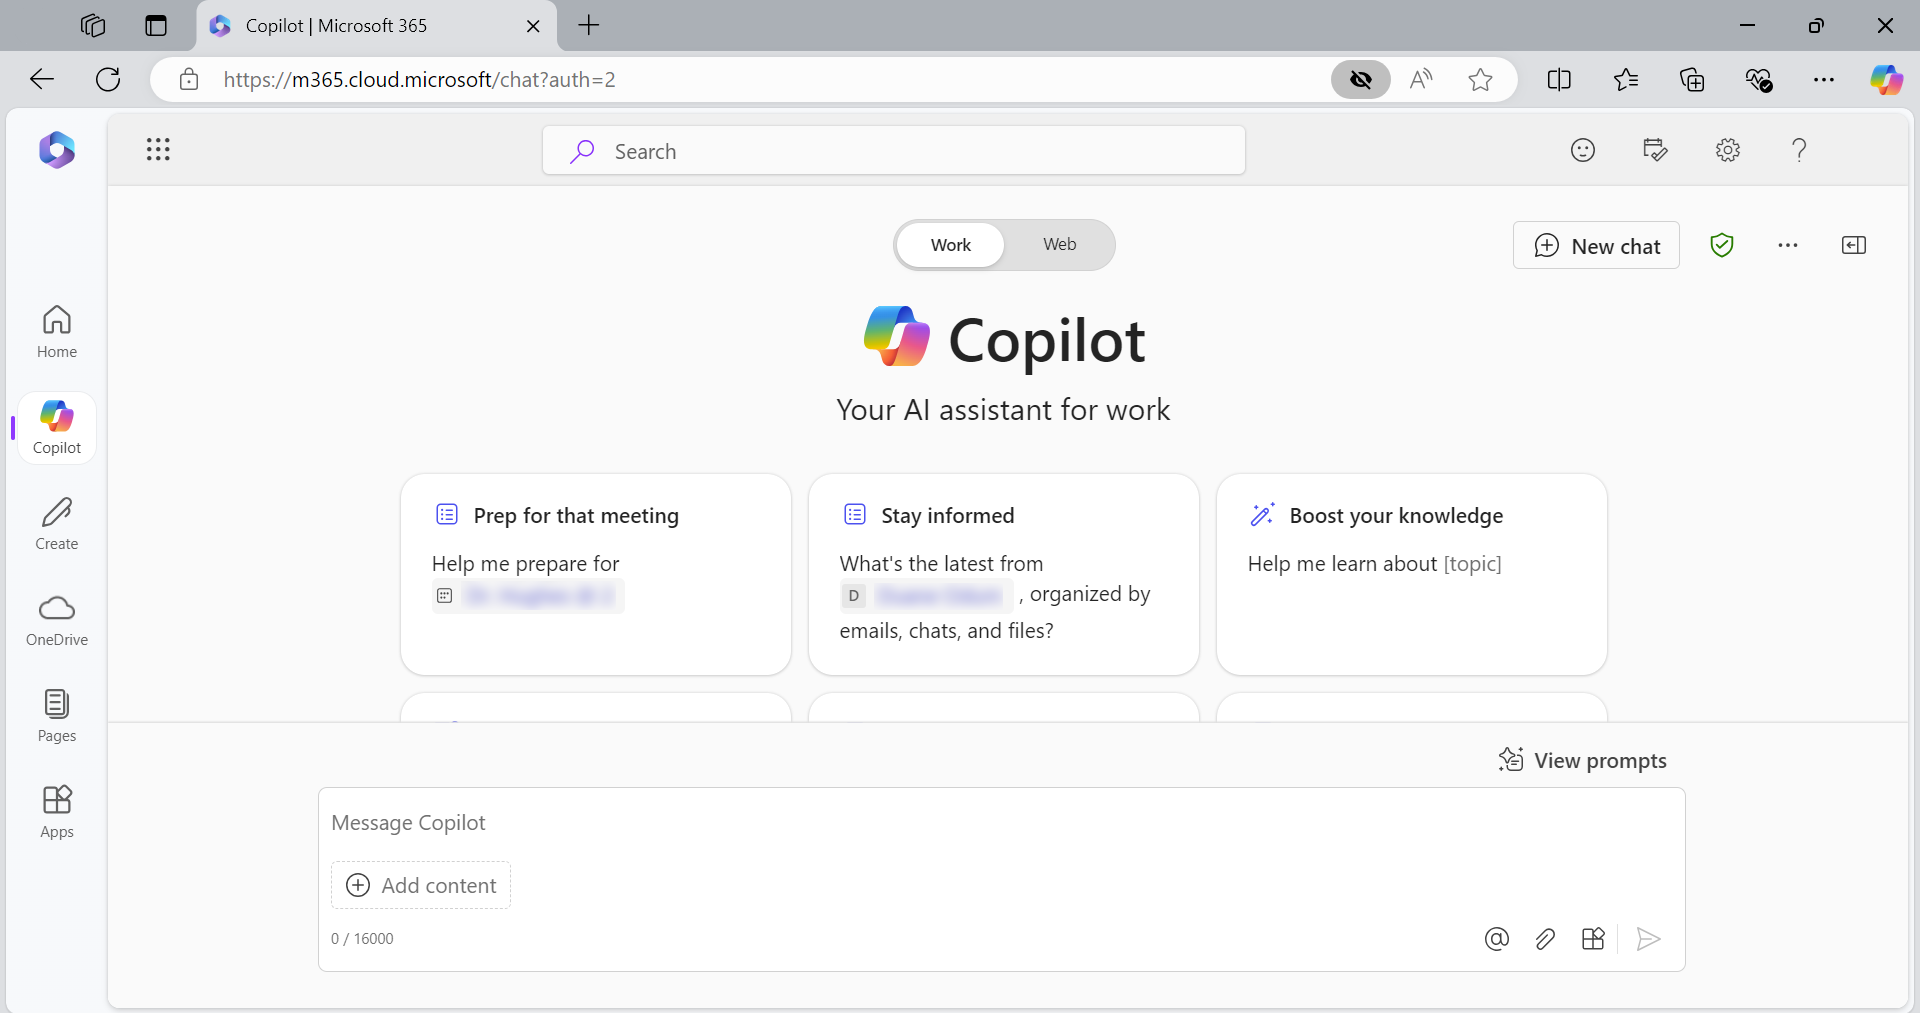 Copilot | Microsoft 365
https://m365.cloud.microsoft/chat?auth=2
Search
Work
Web
New chat
Copilot
Your AI assistant for work
Home
Copilot
Create
OneDrive
Pages
Apps
Prep for that meeting
Help me prepare for
Stay informed
What's the latest from
D , organized by
emails, chats, and files?
Boost your knowledge
Help me learn about [topic]
View prompts
Message Copilot
Add content
0 / 16000